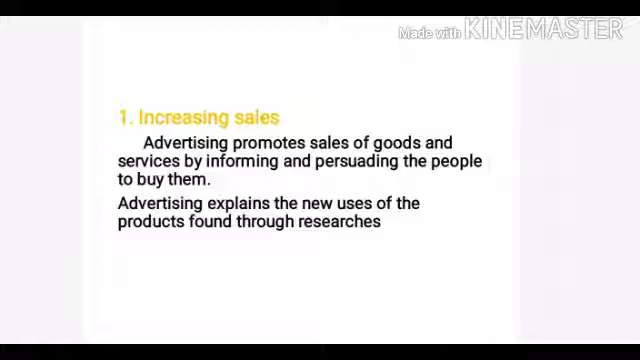 Made with KINEMASTER
1. Increasing sales
Advertising promotes sales of goods and
services by informing and persuading the people
to buy them.
Advertising explains the new uses of the
products found through researches